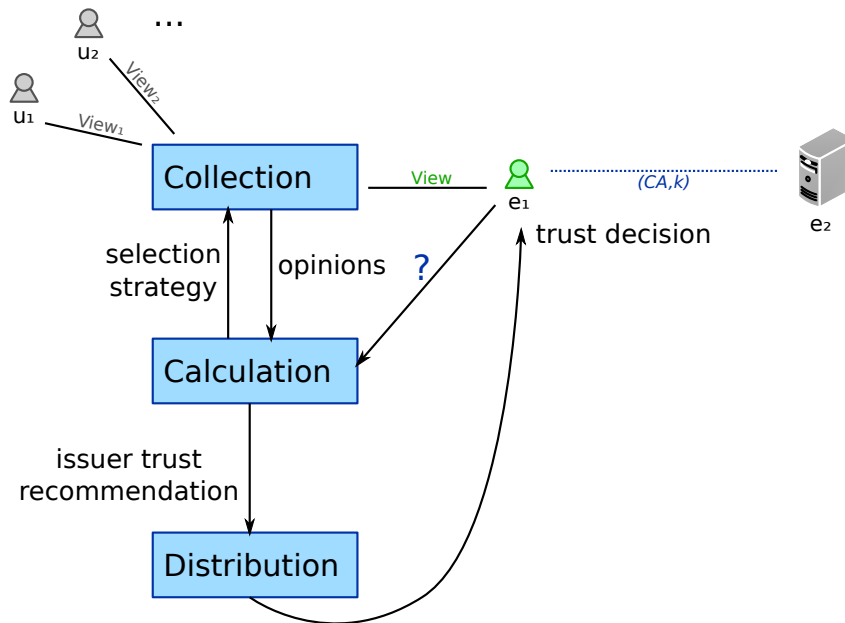 ...
u₂
View₂
u₁
View₁
Collection
View
e₁
(CA,k)
e₂
trust decision
selection
strategy
opinions
?
Calculation
issuer trust
recommendation
Distribution